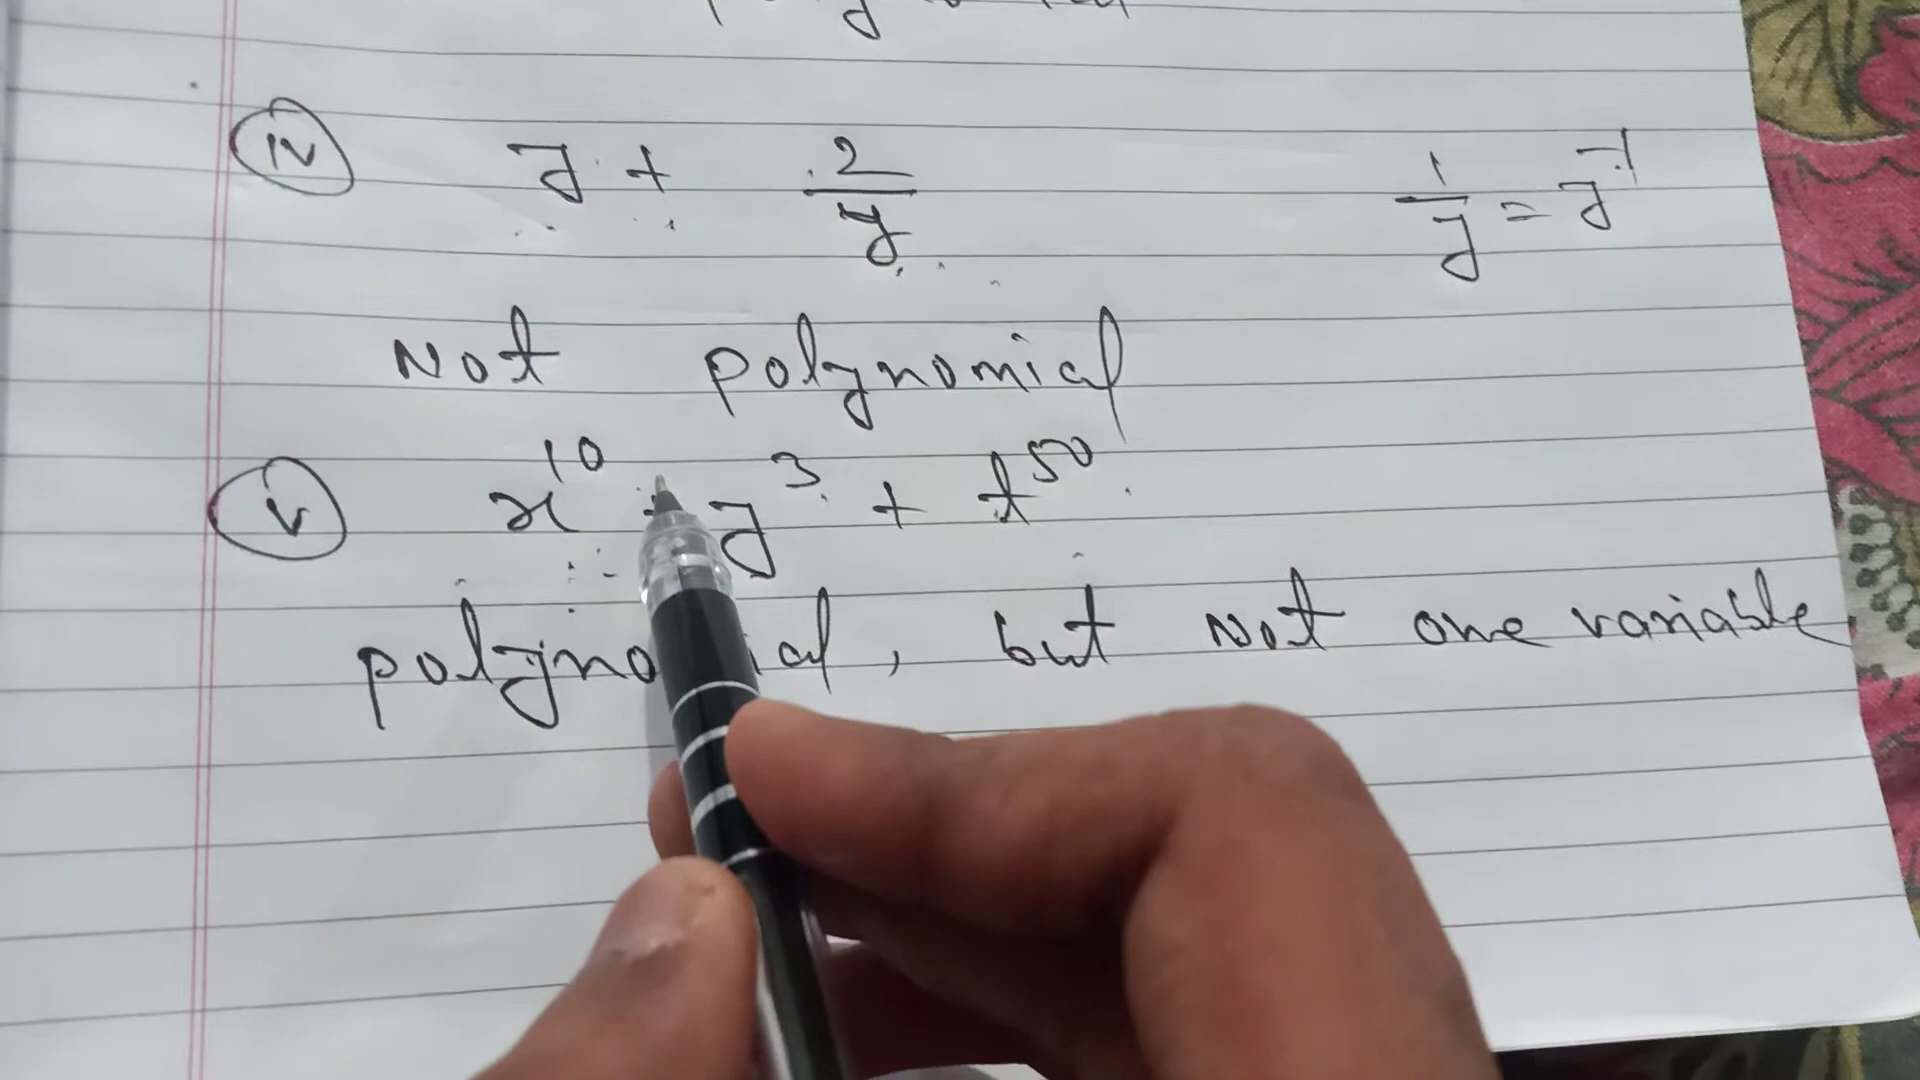 (iv) y + 2/y 1/y = y⁻¹
Not polynomial
(v) x¹⁰ + y³ + t⁵⁰
polynomial, but Not one variable